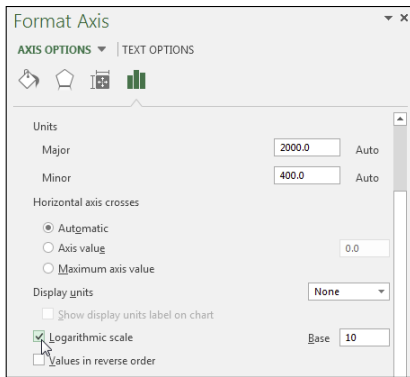 Format Axis
AXIS OPTIONS TEXT OPTIONS
Units
Major 2000.0 Auto
Minor 400.0 Auto
Horizontal axis crosses
Automatic
Axis value 0.0
Maximum axis value
Display units None
Show display units label on chart
Logarithmic scale Base 10
Values in reverse order